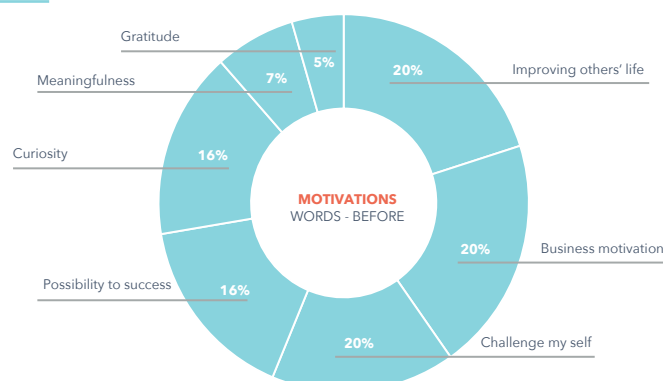 Gratitude
5%
20%
Improving others' life
Meaningfulness
7%
Curiosity
16%
MOTIVATIONS
WORDS - BEFORE
20%
Business motivation
Possibility to success
16%
20%
Challenge my self